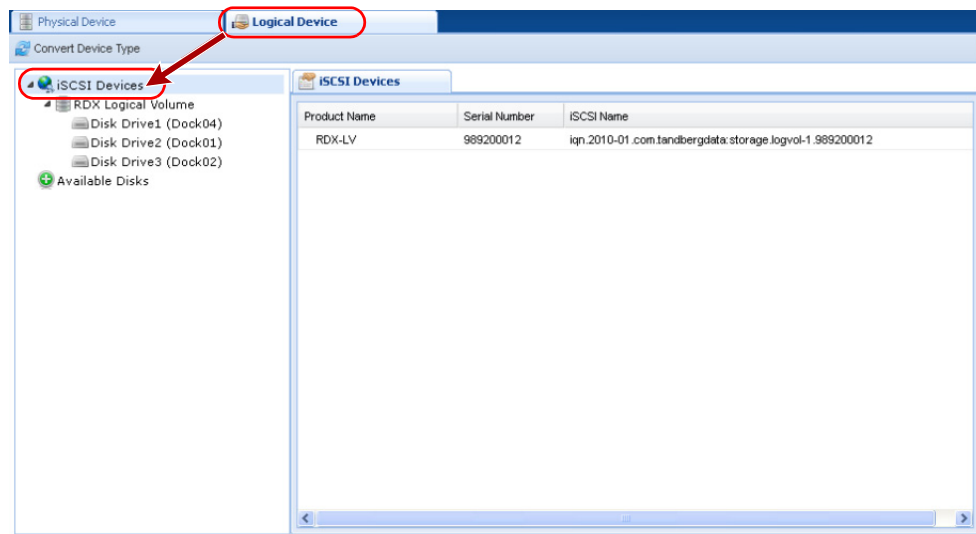 Physical Device
Logical Device
Convert Device Type
iSCSI Devices
RDX Logical Volume
Disk Drive1 (Dock04)
Disk Drive2 (Dock01)
Disk Drive3 (Dock02)
Available Disks
iSCSI Devices
Product Name Serial Number iSCSI Name
RDX-LV 989200012 iqn.2010-01.com.tandbergdata:storage.logvol-1.989200012